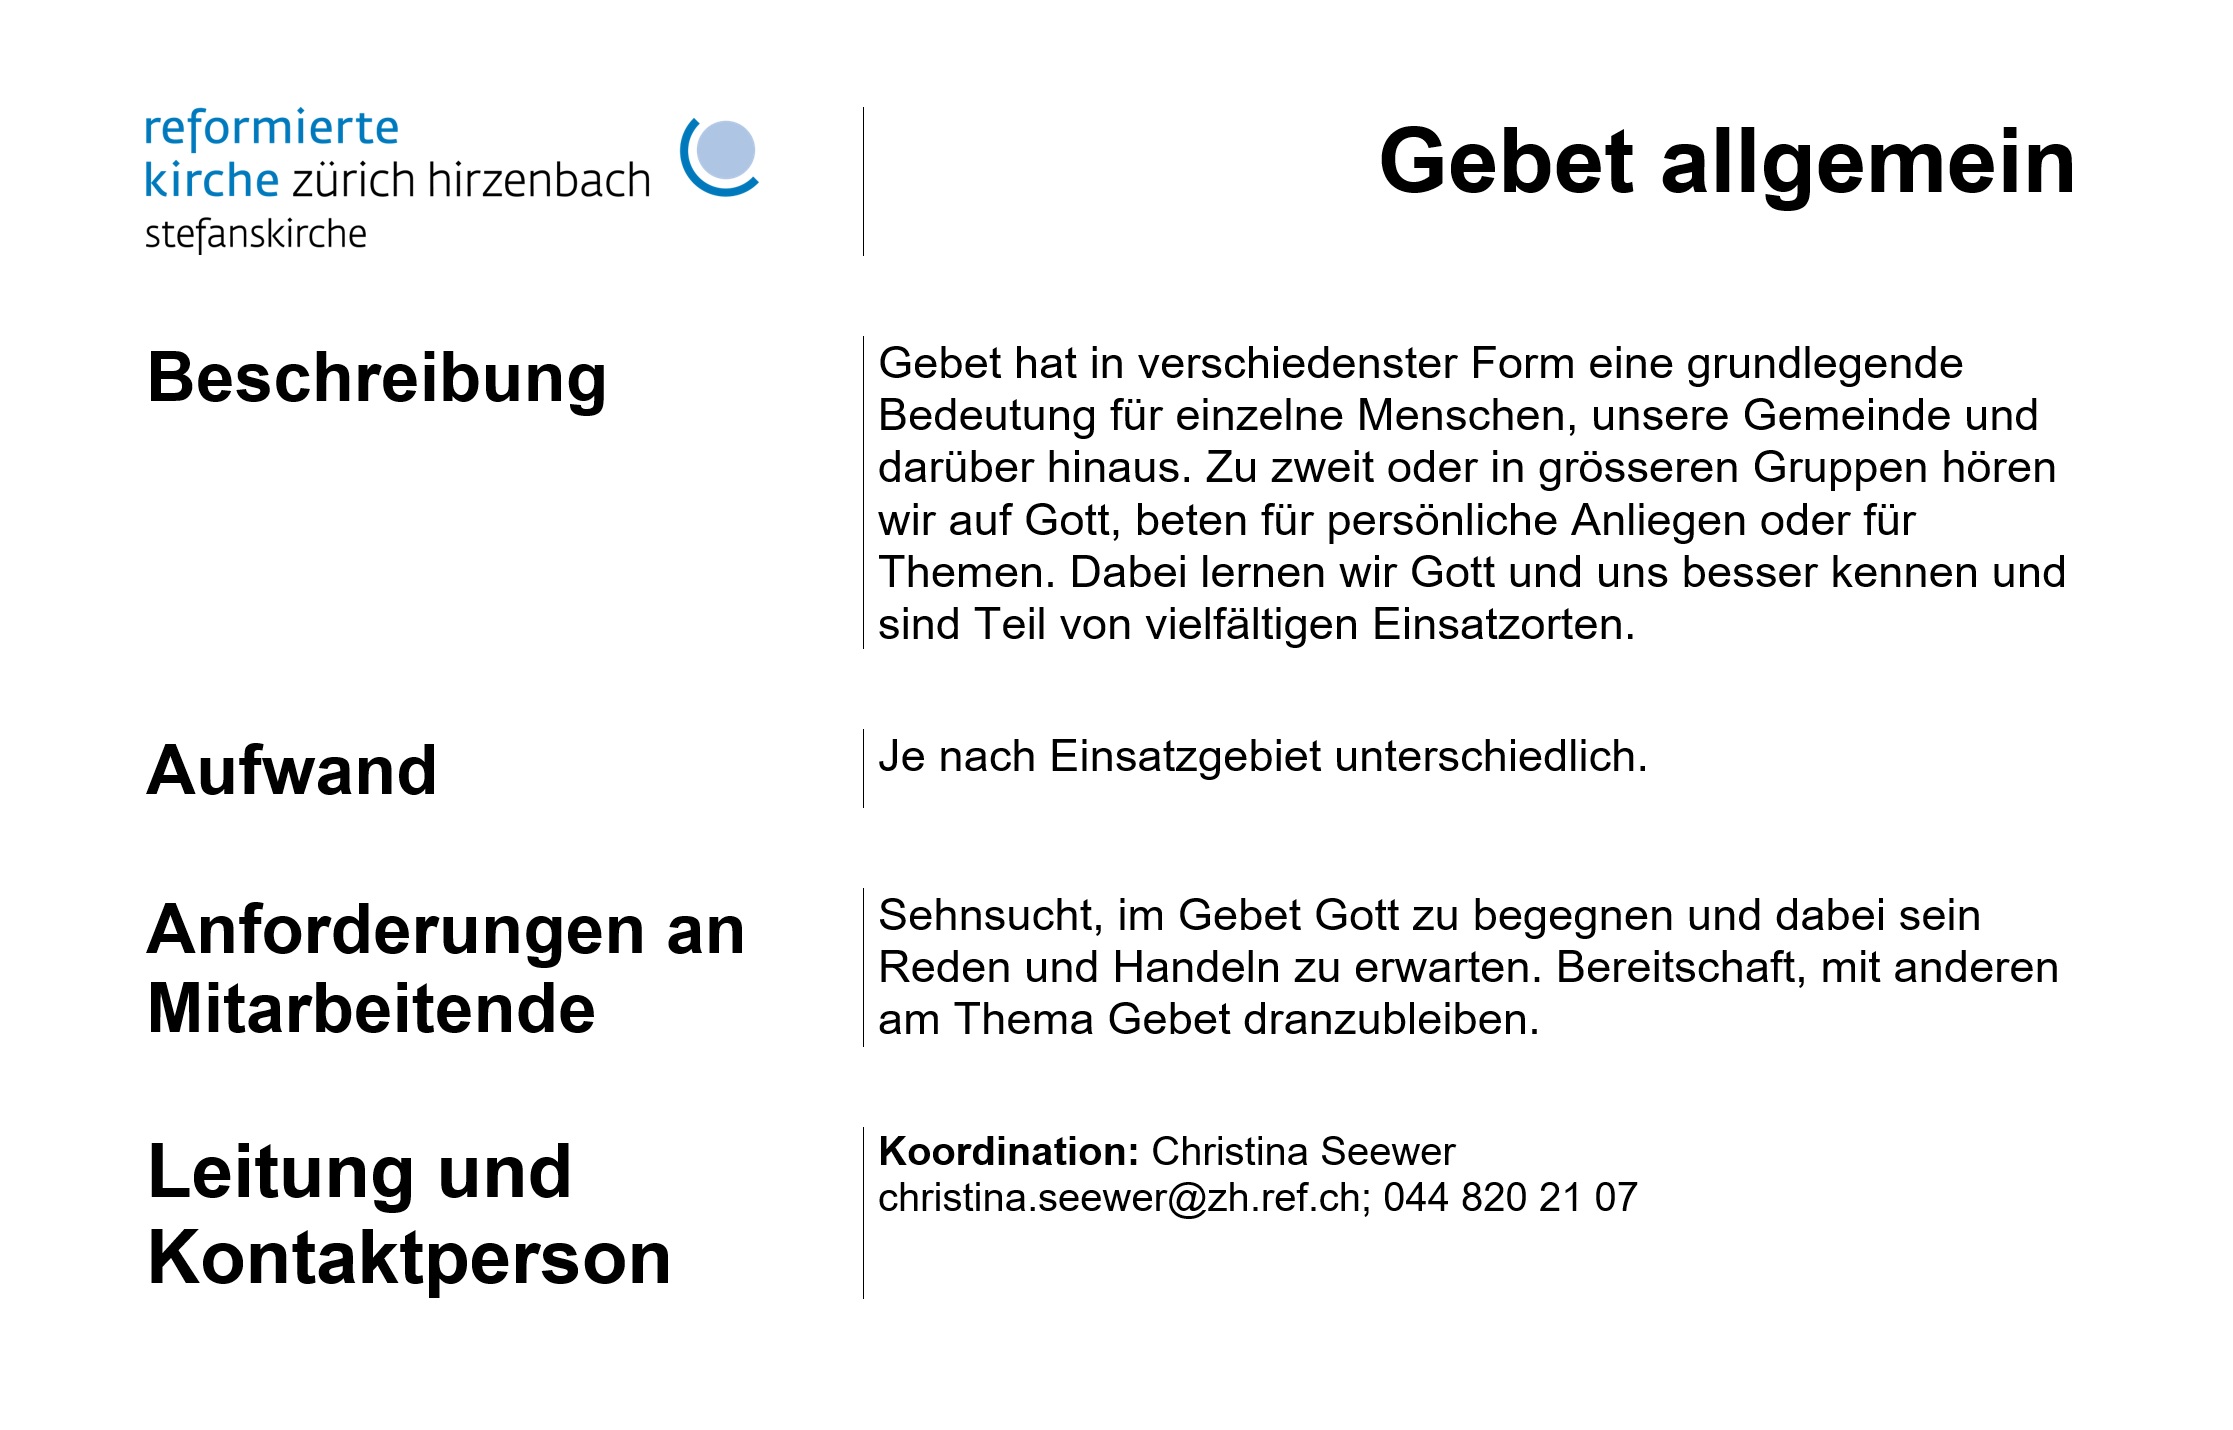 reformierte
kirche zürich hirzenbach
stefanskirche
Gebet allgemein
Beschreibung
Gebet hat in verschiedenster Form eine grundlegende
Bedeutung für einzelne Menschen, unsere Gemeinde und
darüber hinaus. Zu zweit oder in grösseren Gruppen hören
wir auf Gott, beten für persönliche Anliegen oder für
Themen. Dabei lernen wir Gott und uns besser kennen und
sind Teil von vielfältigen Einsatzorten.
Aufwand
Je nach Einsatzgebiet unterschiedlich.
Anforderungen an
Mitarbeitende
Sehnsucht, im Gebet Gott zu begegnen und dabei sein
Reden und Handeln zu erwarten. Bereitschaft, mit anderen
am Thema Gebet dranzubleiben.
Leitung und
Kontaktperson
Koordination: Christina Seewer
christina.seewer@zh.ref.ch; 044 820 21 07